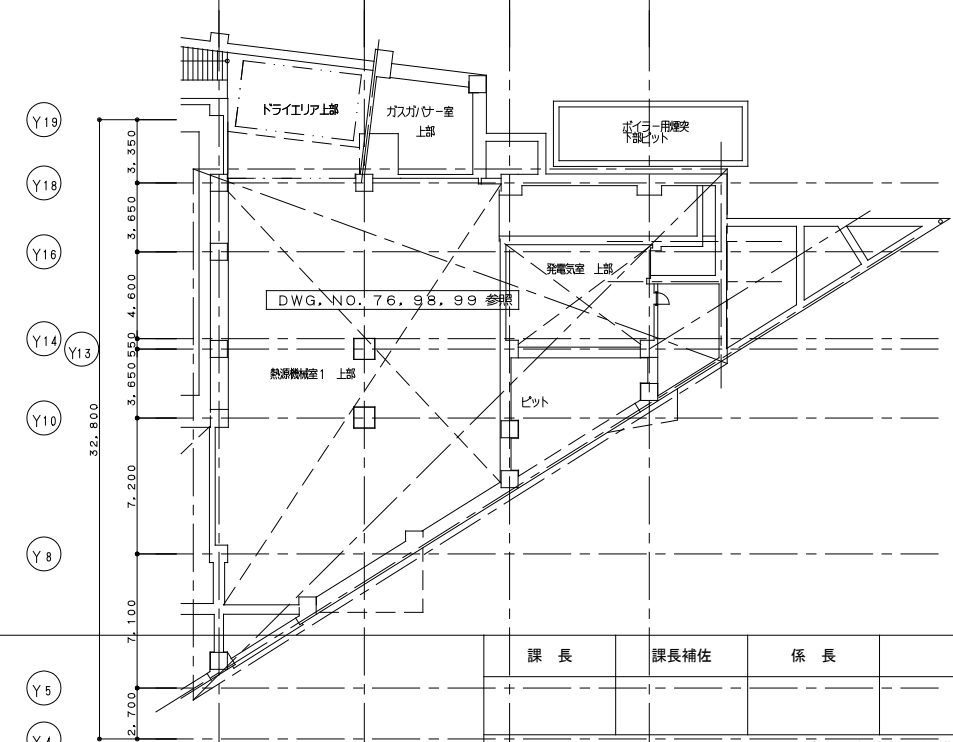 ドライエリア上部
ガスガバナー室
上部
ボイラー用煙突
下部ピット
Y19
3,350
Y18
3,650
Y16
発電気室 上部
4,600
DWG. NO. 76. 98. 99 参照
Y14
Y13
550
熱源機械室1 上部
3,650
ピット
Y10
32,800
7,200
Y8
7,100
課 長
課長補佐
係 長
Y5
2,700
Y4